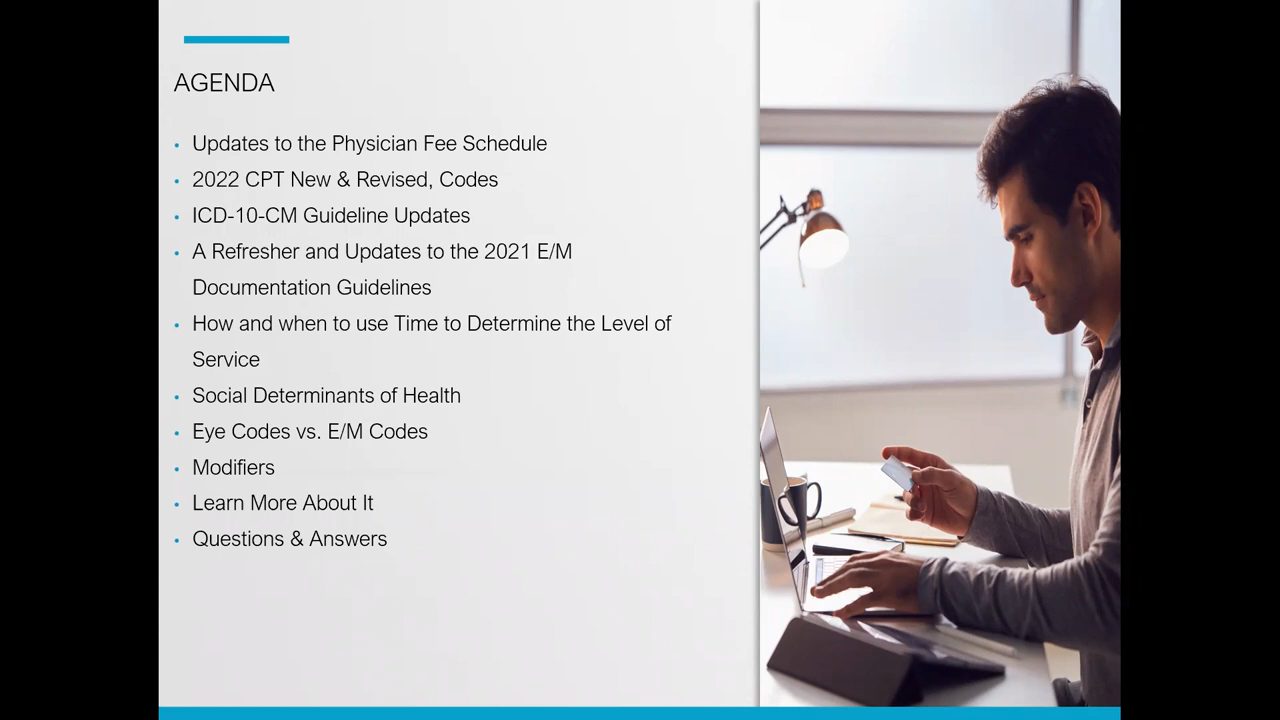 AGENDA
• Updates to the Physician Fee Schedule
• 2022 CPT New & Revised, Codes
• ICD-10-CM Guideline Updates
• A Refresher and Updates to the 2021 E/M
Documentation Guidelines
• How and when to use Time to Determine the Level of
Service
• Social Determinants of Health
• Eye Codes vs. E/M Codes
• Modifiers
• Learn More About It
• Questions & Answers